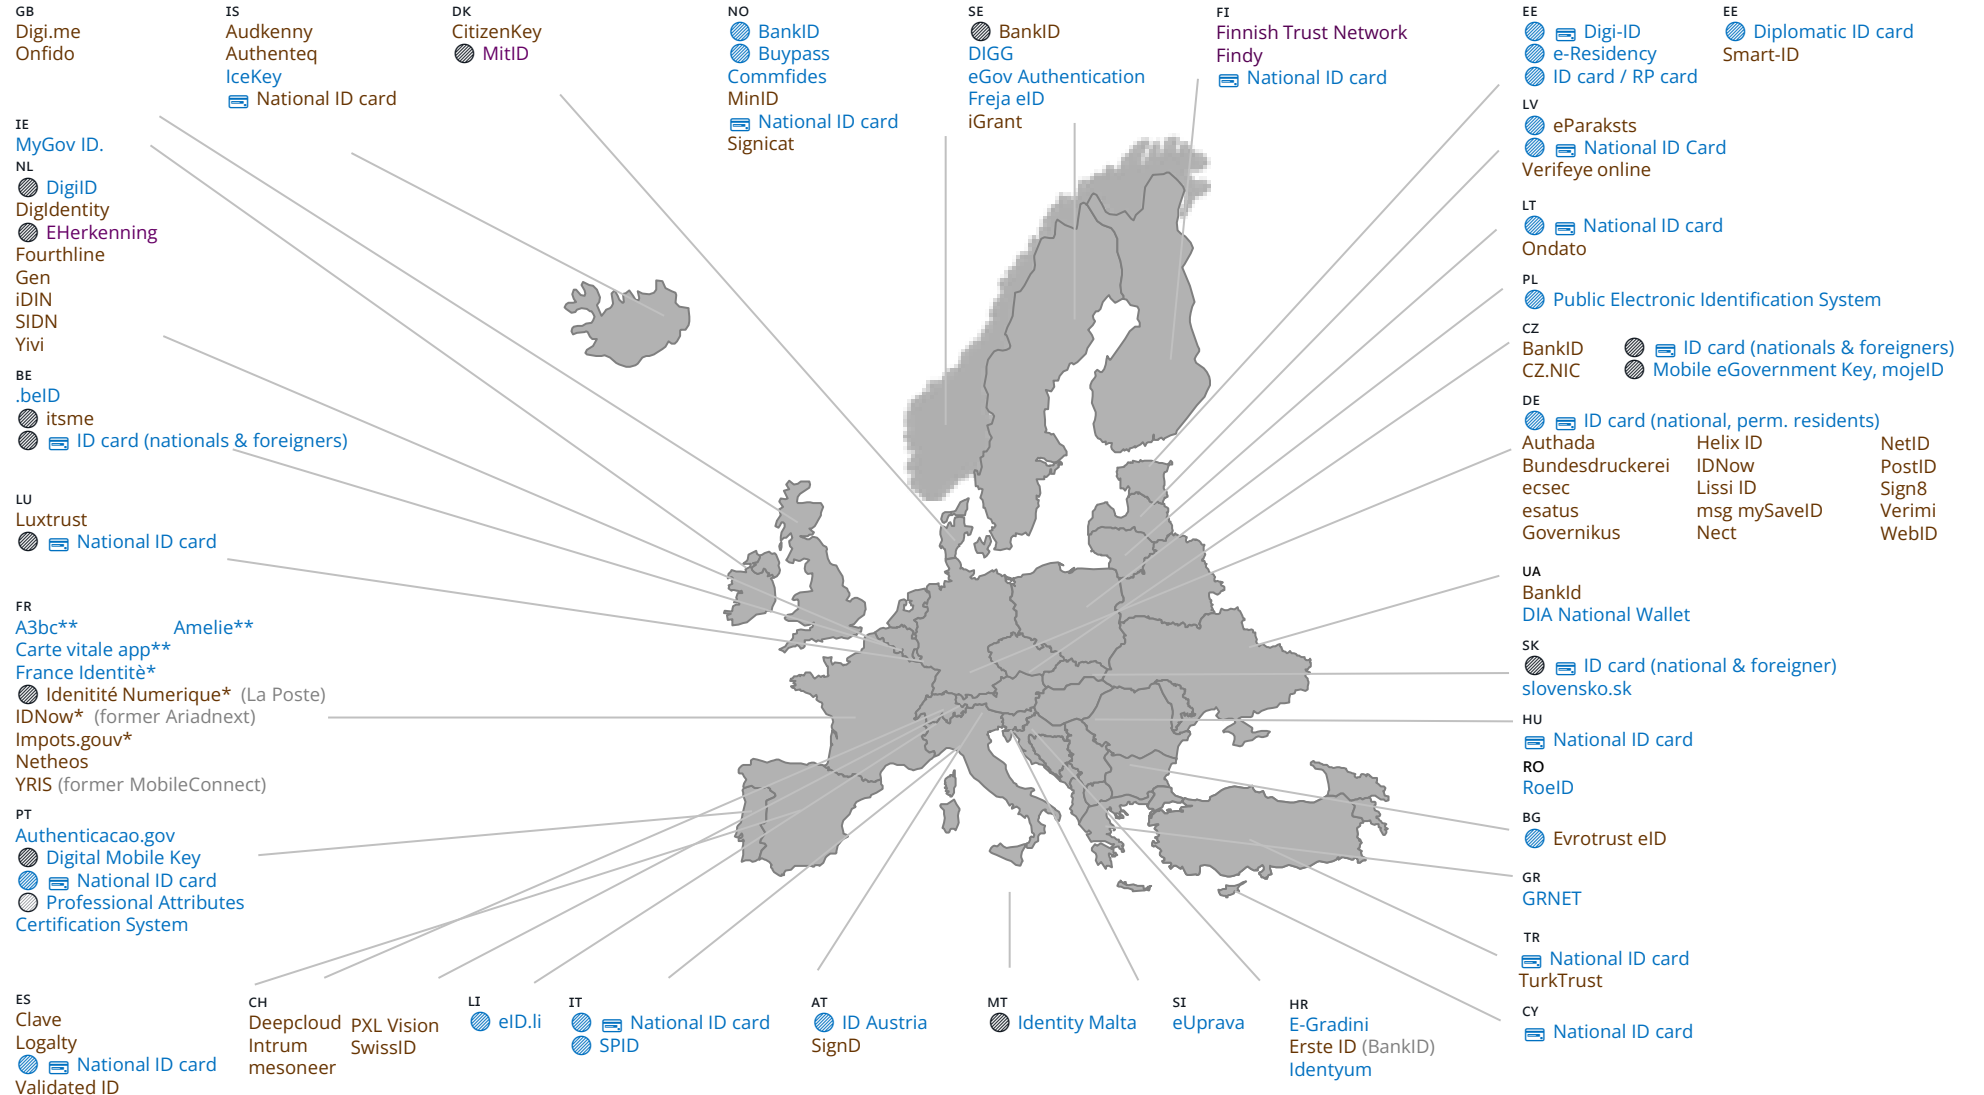 GB
Digi.me
Onfido
IS
Audkenny
Authenteq
IceKey
National ID card
DK
CitizenKey
MitID
NO
BankID
Buypass
Commfides
MinID
National ID card
Signicat
SE
BankID
DIGG
eGov Authentication
Freja eID
iGrant
FI
Finnish Trust Network
Findy
National ID card
EE
Digi-ID
e-Residency
ID card / RP card
EE
Diplomatic ID card
Smart-ID
IE
MyGov ID.
NL
DigiID
DigIdentity
EHerkenning
Fourthline
Gen
iDIN
SIDN
Yivi
BE
.beID
itsme
ID card (nationals & foreigners)
LU
Luxtrust
National ID card
FR
A3bc** Amelie**
Carte vitale app**
France Identitè*
Idenitité Numerique* (La Poste)
IDNow* (former Ariadnext)
Impots.gouv*
Netheos
YRIS (former MobileConnect)
PT
Authenticacao.gov
Digital Mobile Key
National ID card
Professional Attributes
Certification System
LV
eParaksts
National ID Card
Verifeye online
LT
National ID card
Ondato
PL
Public Electronic Identification System
CZ
BankID ID card (nationals & foreigners)
CZ.NIC Mobile eGovernment Key, mojeID
DE
ID card (national, perm. residents)
Authada Helix ID NetID
Bundesdruckerei IDNow PostID
ecsec Lissi ID Sign8
esatus msg mySaveID Verimi
Governikus Nect WebID
UA
BankId
DIA National Wallet
SK
ID card (national & foreigner)
slovensko.sk
HU
National ID card
RO
RoeID
BG
Evrotrust eID
GR
GRNET
TR
National ID card
TurkTrust
CY
National ID card
ES
Clave
Logalty
National ID card
Validated ID
CH
Deepcloud PXL Vision
Intrum SwissID
mesoneer
LI
eID.li
IT
National ID card
SPID
AT
ID Austria
SignD
MT
Identity Malta
SI
eUprava
HR
E-Gradini
Erste ID (BankID)
Identyum